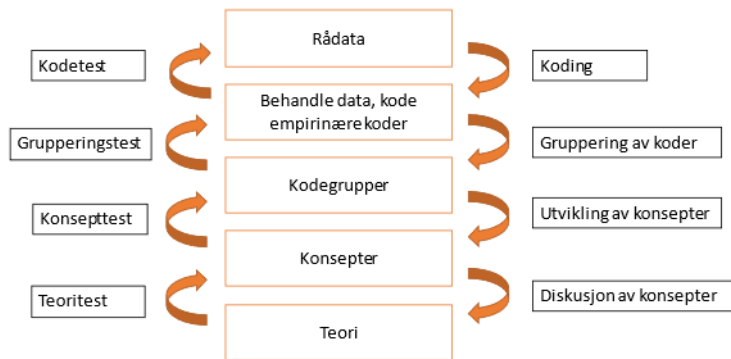 Rådata
Kodetest
Koding
Behandle data, kode
empirinære koder
Grupperingstest
Gruppering av koder
Kodegrupper
Konsepttest
Utvikling av konsepter
Konsepter
Teoritest
Diskusjon av konsepter
Teori